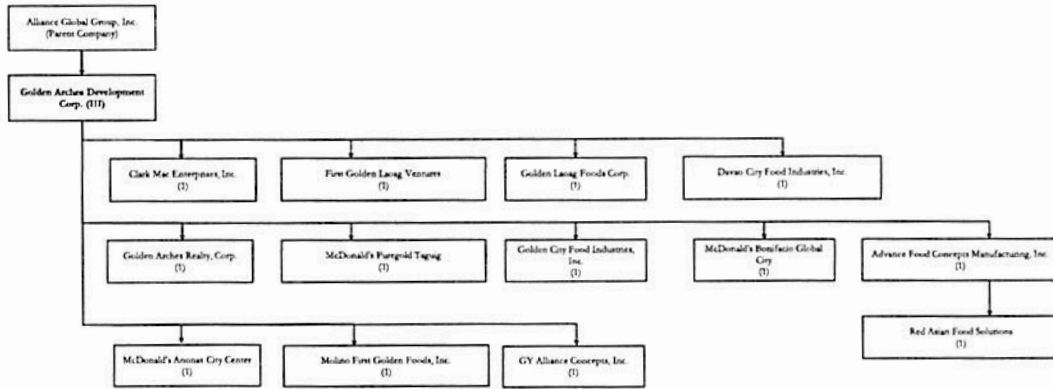 Alliance Global Group, Inc.
(Parent Company)
Golden Arches Development
Corp. (III)
Clark Mac Enterprises, Inc.
(1)
First Golden Laoag Ventures
(1)
Golden Laoag Foods Corp.
(1)
Davao City Food Industries, Inc.
(1)
Golden Arches Realty, Corp.
(1)
McDonald's Puregold Taguig
(1)
Golden City Food Industries,
Inc.
(1)
McDonald's Bonifacio Global
City
(1)
Advance Food Concepts Manufacturing, Inc.
(1)
Red Asian Food Solutions
(1)
McDonald's Anonas City Center
(1)
Molino First Golden Foods, Inc.
(1)
GY Alliance Concepts, Inc.
(1)